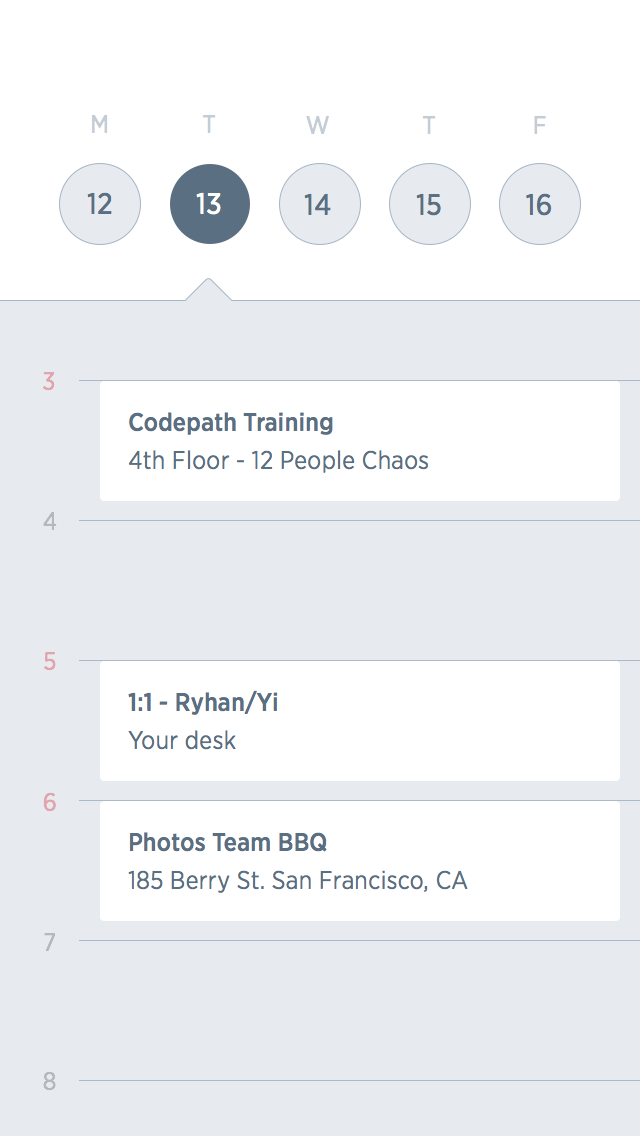 M T W T F
12 13 14 15 16
3
Codepath Training
4th Floor - 12 People Chaos
4
5
1:1 - Ryhan/Yi
Your desk
6
Photos Team BBQ
185 Berry St. San Francisco, CA
7
8